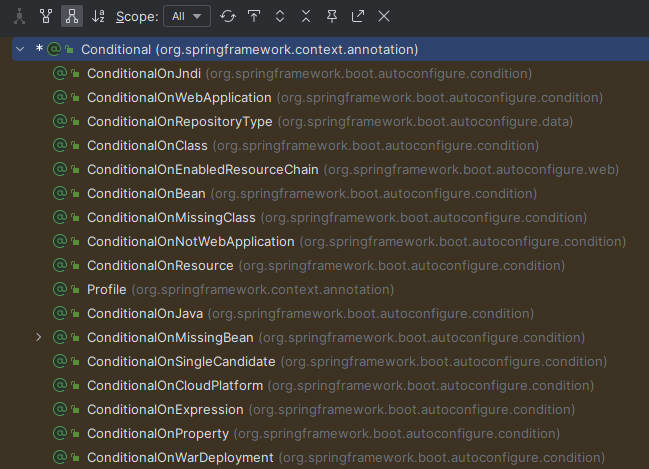 Scope: All
* @ Conditional (org.springframework.context.annotation)
@ ConditionalOnJndi (org.springframework.boot.autoconfigure.condition)
@ ConditionalOnWebApplication (org.springframework.boot.autoconfigure.condition)
@ ConditionalOnRepositoryType (org.springframework.boot.autoconfigure.data)
@ ConditionalOnClass (org.springframework.boot.autoconfigure.condition)
@ ConditionalOnEnabledResourceChain (org.springframework.boot.autoconfigure.web)
@ ConditionalOnBean (org.springframework.boot.autoconfigure.condition)
@ ConditionalOnMissingClass (org.springframework.boot.autoconfigure.condition)
@ ConditionalOnNotWebApplication (org.springframework.boot.autoconfigure.condition)
@ ConditionalOnResource (org.springframework.boot.autoconfigure.condition)
@ Profile (org.springframework.context.annotation)
@ ConditionalOnJava (org.springframework.boot.autoconfigure.condition)
@ ConditionalOnMissingBean (org.springframework.boot.autoconfigure.condition)
@ ConditionalOnSingleCandidate (org.springframework.boot.autoconfigure.condition)
@ ConditionalOnCloudPlatform (org.springframework.boot.autoconfigure.condition)
@ ConditionalOnExpression (org.springframework.boot.autoconfigure.condition)
@ ConditionalOnProperty (org.springframework.boot.autoconfigure.condition)
@ ConditionalOnWarDeployment (org.springframework.boot.autoconfigure.condition)